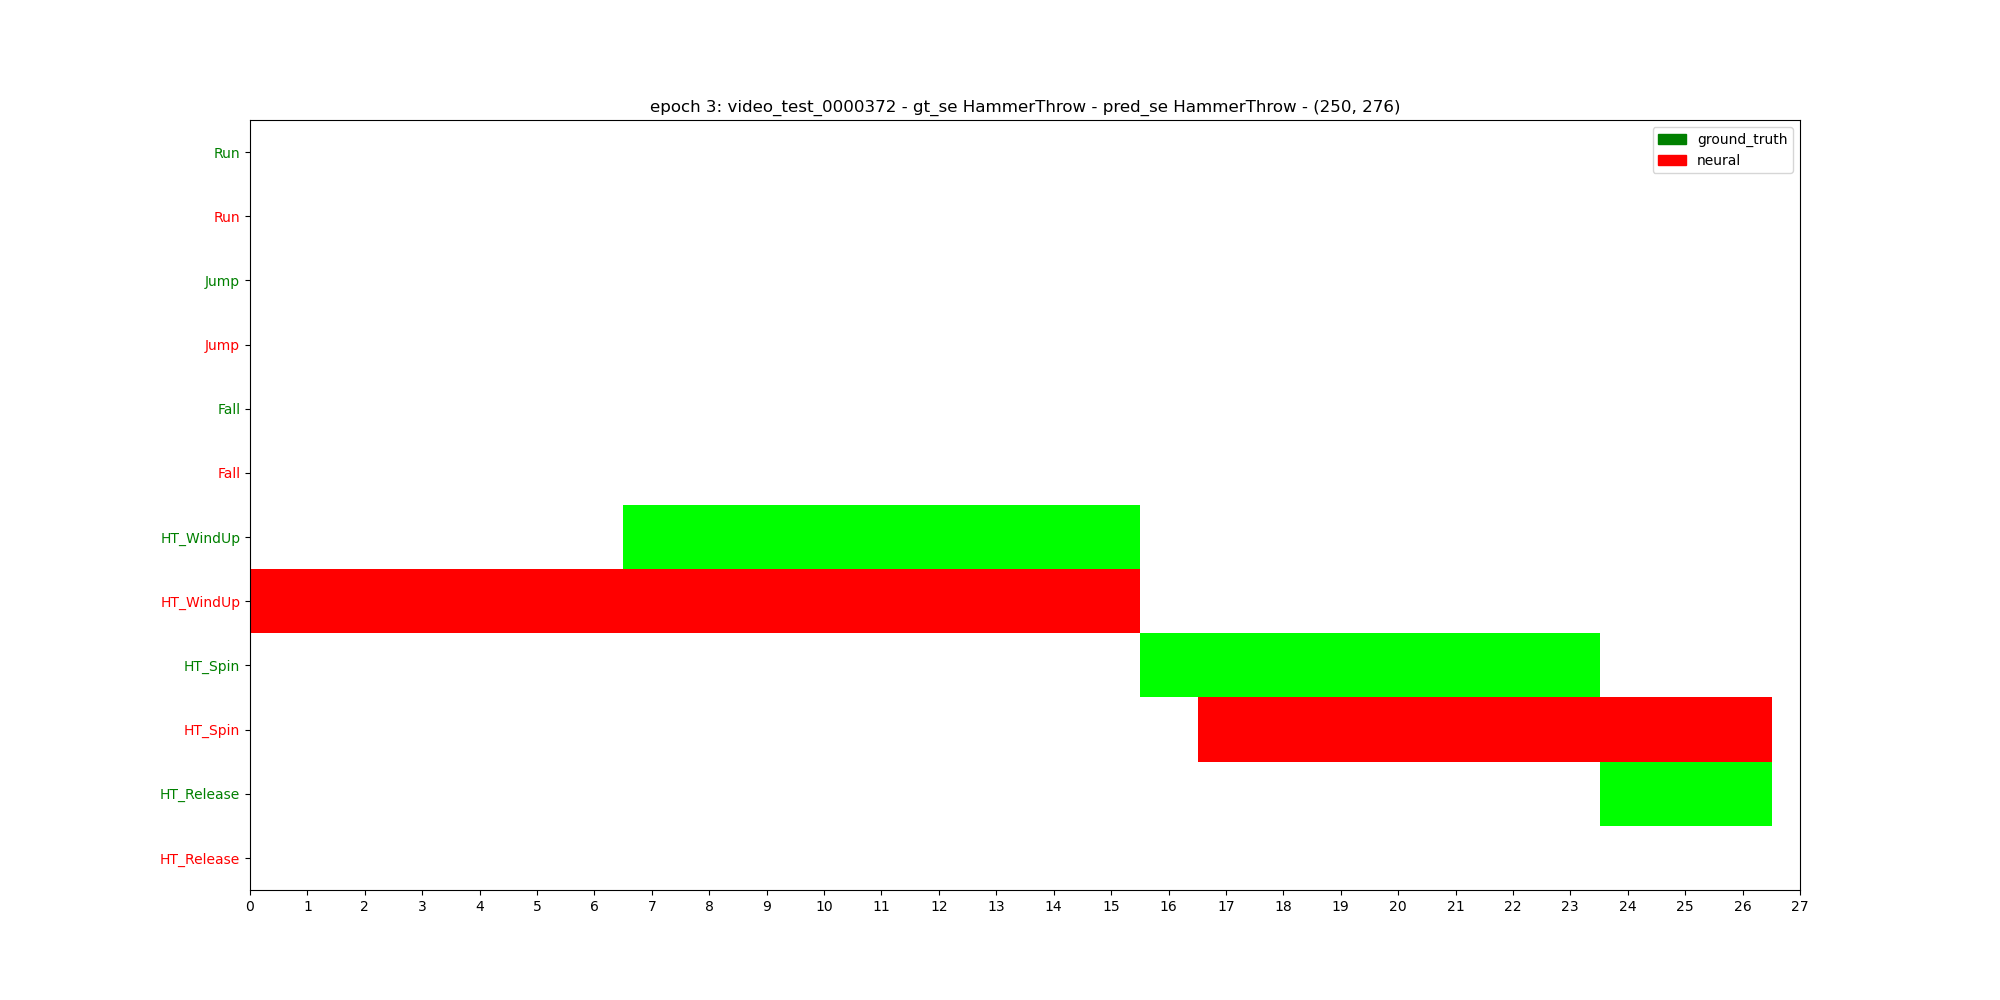 epoch 3: video_test_0000372 - gt_se HammerThrow - pred_se HammerThrow - (250, 276)
ground_truth
neural
Run
Run
Jump
Jump
Fall
Fall
HT_WindUp
HT_WindUp
HT_Spin
HT_Spin
HT_Release
HT_Release
0 1 2 3 4 5 6 7 8 9 10 11 12 13 14 15 16 17 18 19 20 21 22 23 24 25 26 27